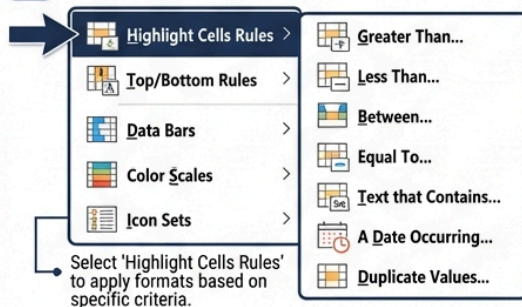 Highlight Cells Rules
Top/Bottom Rules
Data Bars
Color Scales
Icon Sets
Greater Than...
Less Than...
Between...
Equal To...
Text that Contains...
A Date Occurring...
Duplicate Values...
Select 'Highlight Cells Rules'
to apply formats based on
specific criteria.